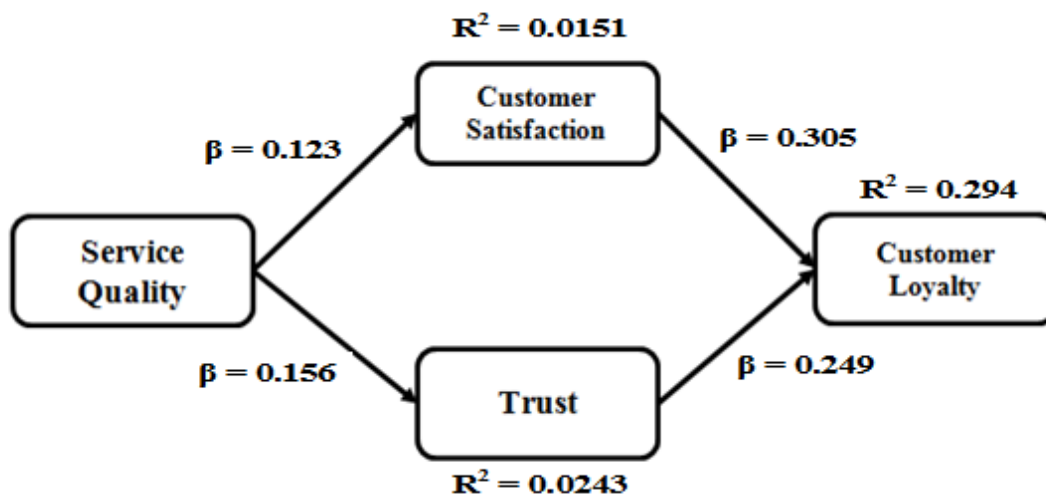 R² = 0.0151
Customer
Satisfaction
β = 0.123
β = 0.305
R² = 0.294
Service
Quality
Customer
Loyalty
β = 0.156
β = 0.249
Trust
R² = 0.0243